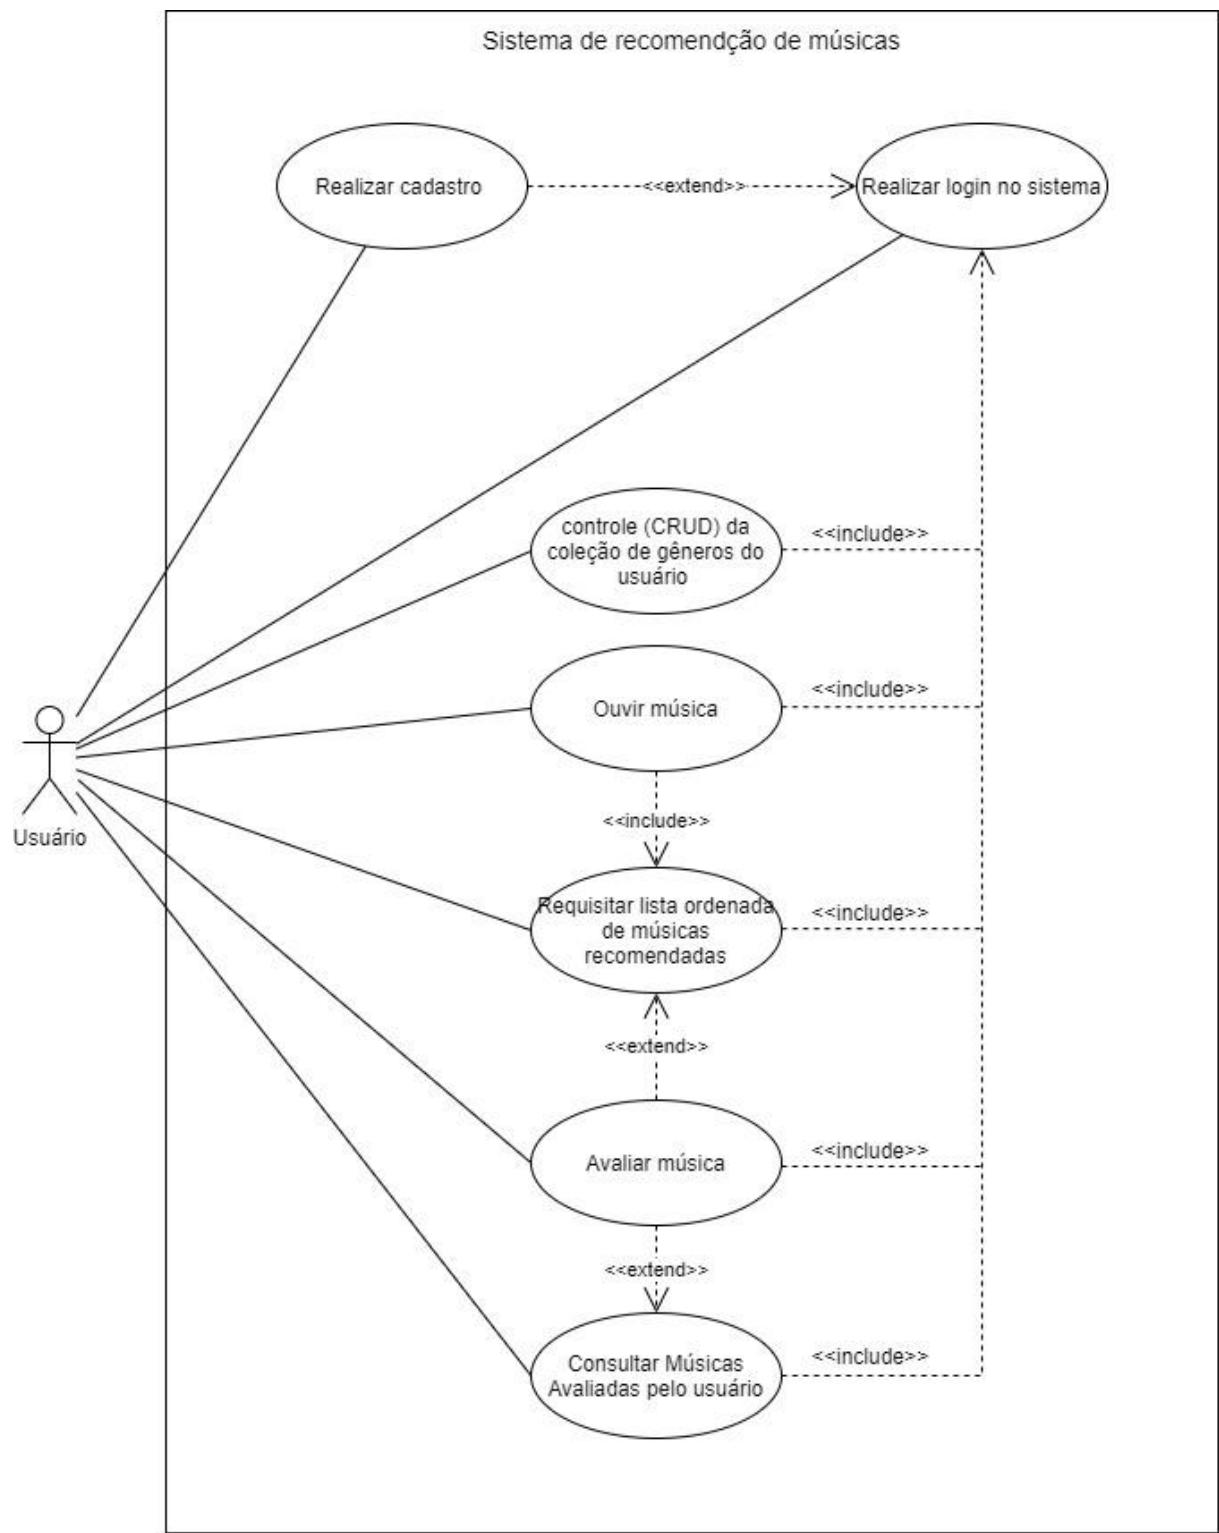 Sistema de recomendção de músicas
Realizar cadastro
<<extend>>
Realizar login no sistema
controle (CRUD) da
coleção de gêneros do
usuário
<<include>>
Ouvir música
<<include>>
<<include>>
Usuário
Requisitar lista ordenada
de músicas
recomendadas
<<include>>
<<extend>>
Avaliar música
<<include>>
<<extend>>
Consultar Músicas
Avaliadas pelo usuário
<<include>>